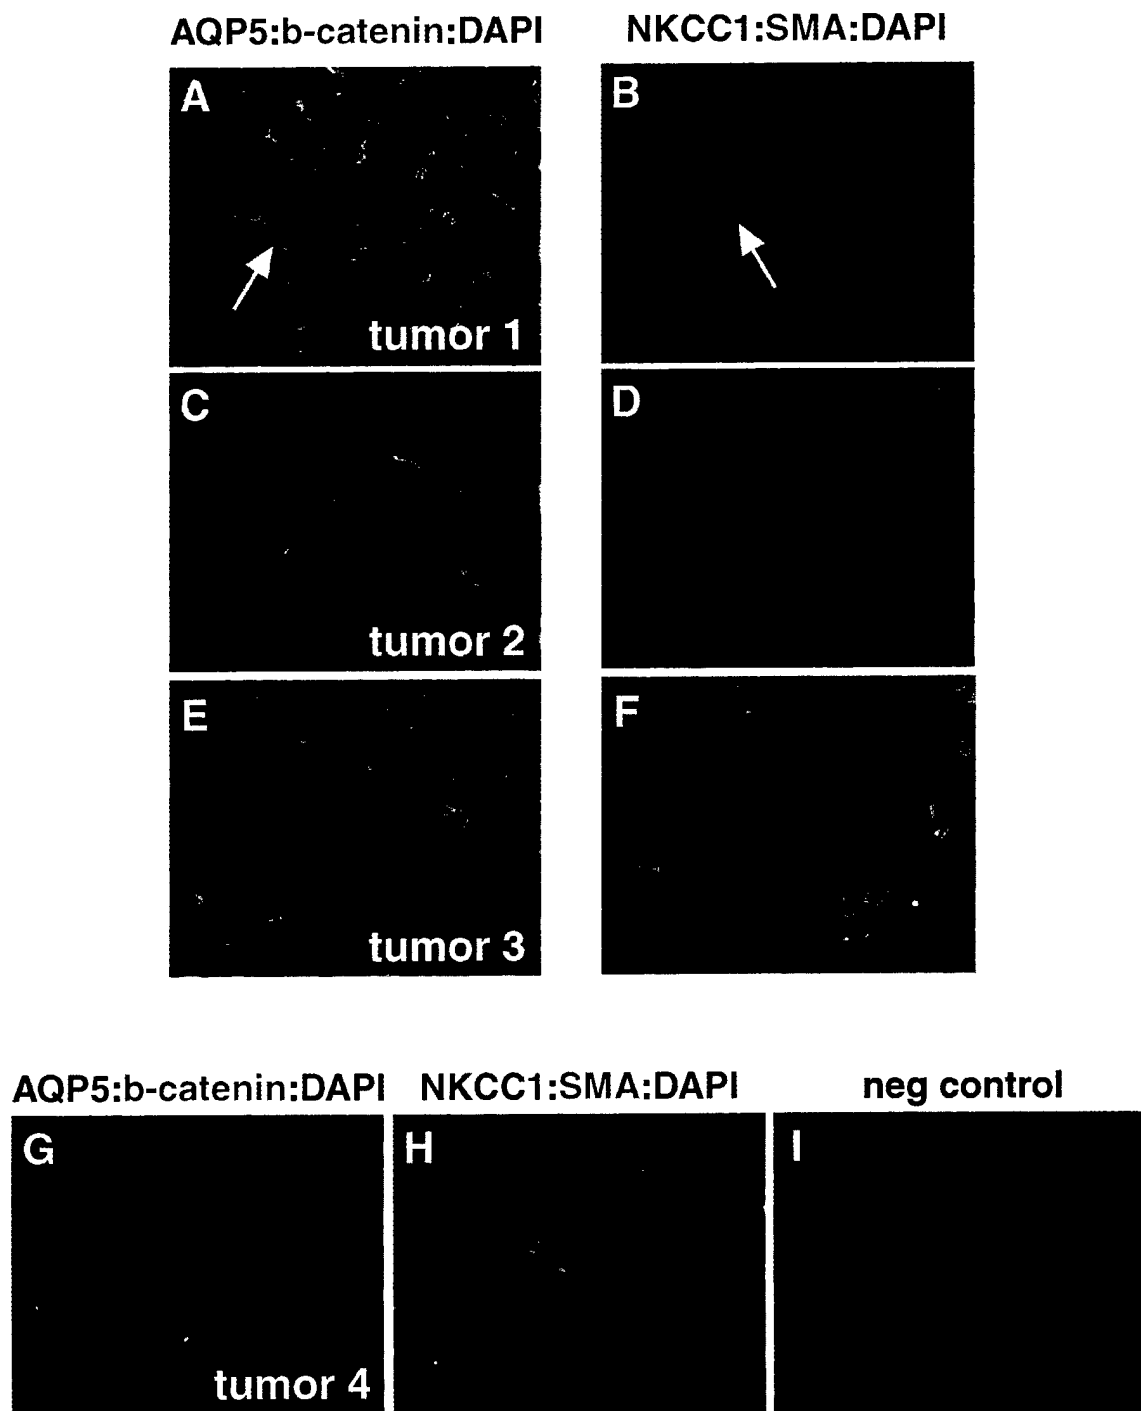 AQP5:b-catenin:DAPI
NKCC1:SMA:DAPI
A
tumor 1
B
C
tumor 2
D
E
tumor 3
F
AQP5:b-catenin:DAPI
NKCC1:SMA:DAPI
neg control
G
tumor 4
H
I